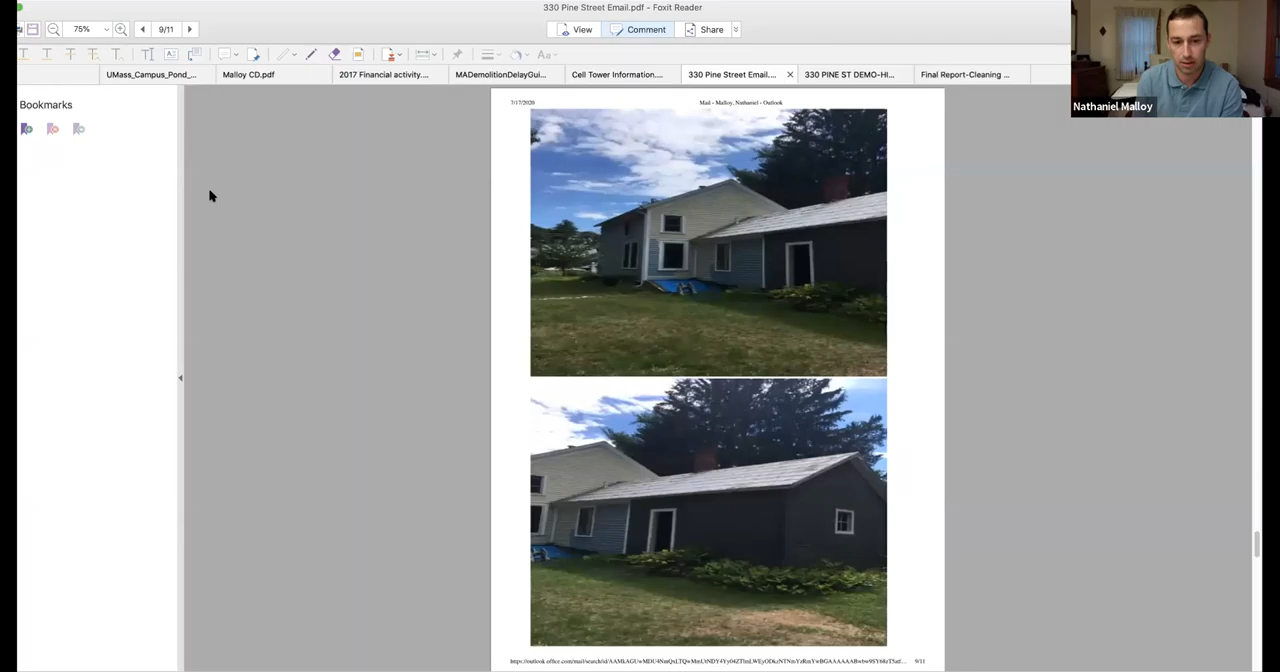 330 Pine Street Email.pdf - Foxit Reader
75%
9/11
View
Comment
Share
UMass_Campus_Pond_...
Malloy CD.pdf
2017 Financial activity....
MADemolitionDelayGui...
Cell Tower Information....
330 Pine Street Email....
330 PINE ST DEMO-HI...
Final Report-Cleaning ...
Nathaniel Malloy
Bookmarks
7/17/2020
Mail - Malloy, Nathaniel - Outlook
9/11